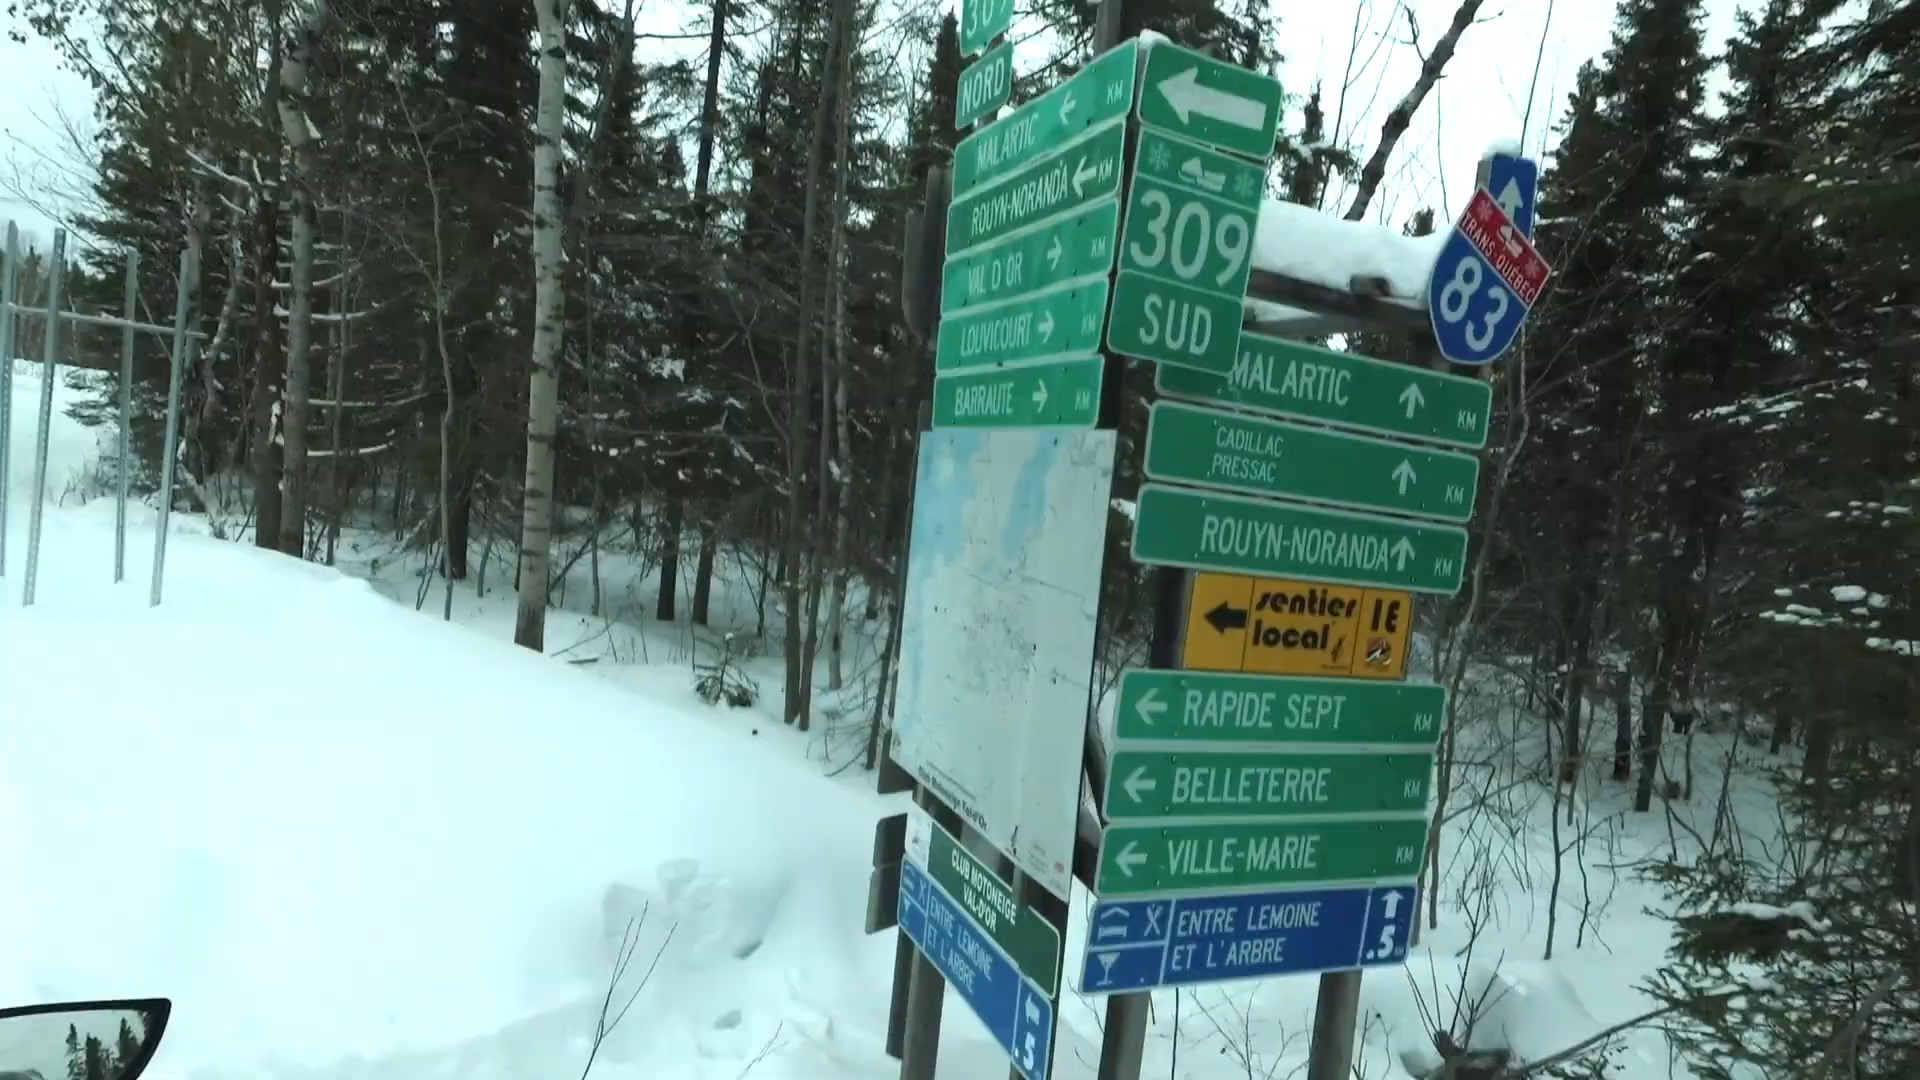 NORD
MALARTIC ← KM
ROUYN-NORANDA ← KM
VAL D'OR → KM
LOUVICOURT → KM
BARRAUTE → KM
CLUB MOTONEIGE
VAL-D'OR
ENTRE LEMOINE
ET L'ARBRE
.5
309
SUD
TRANS-QUÉBEC
83
MALARTIC ↑ KM
CADILLAC
PRESSAC ↑ KM
ROUYN-NORANDA ↑ KM
sentier
local
1E
← RAPIDE SEPT KM
← BELLETERRE KM
← VILLE-MARIE KM
ENTRE LEMOINE
ET L'ARBRE
.5